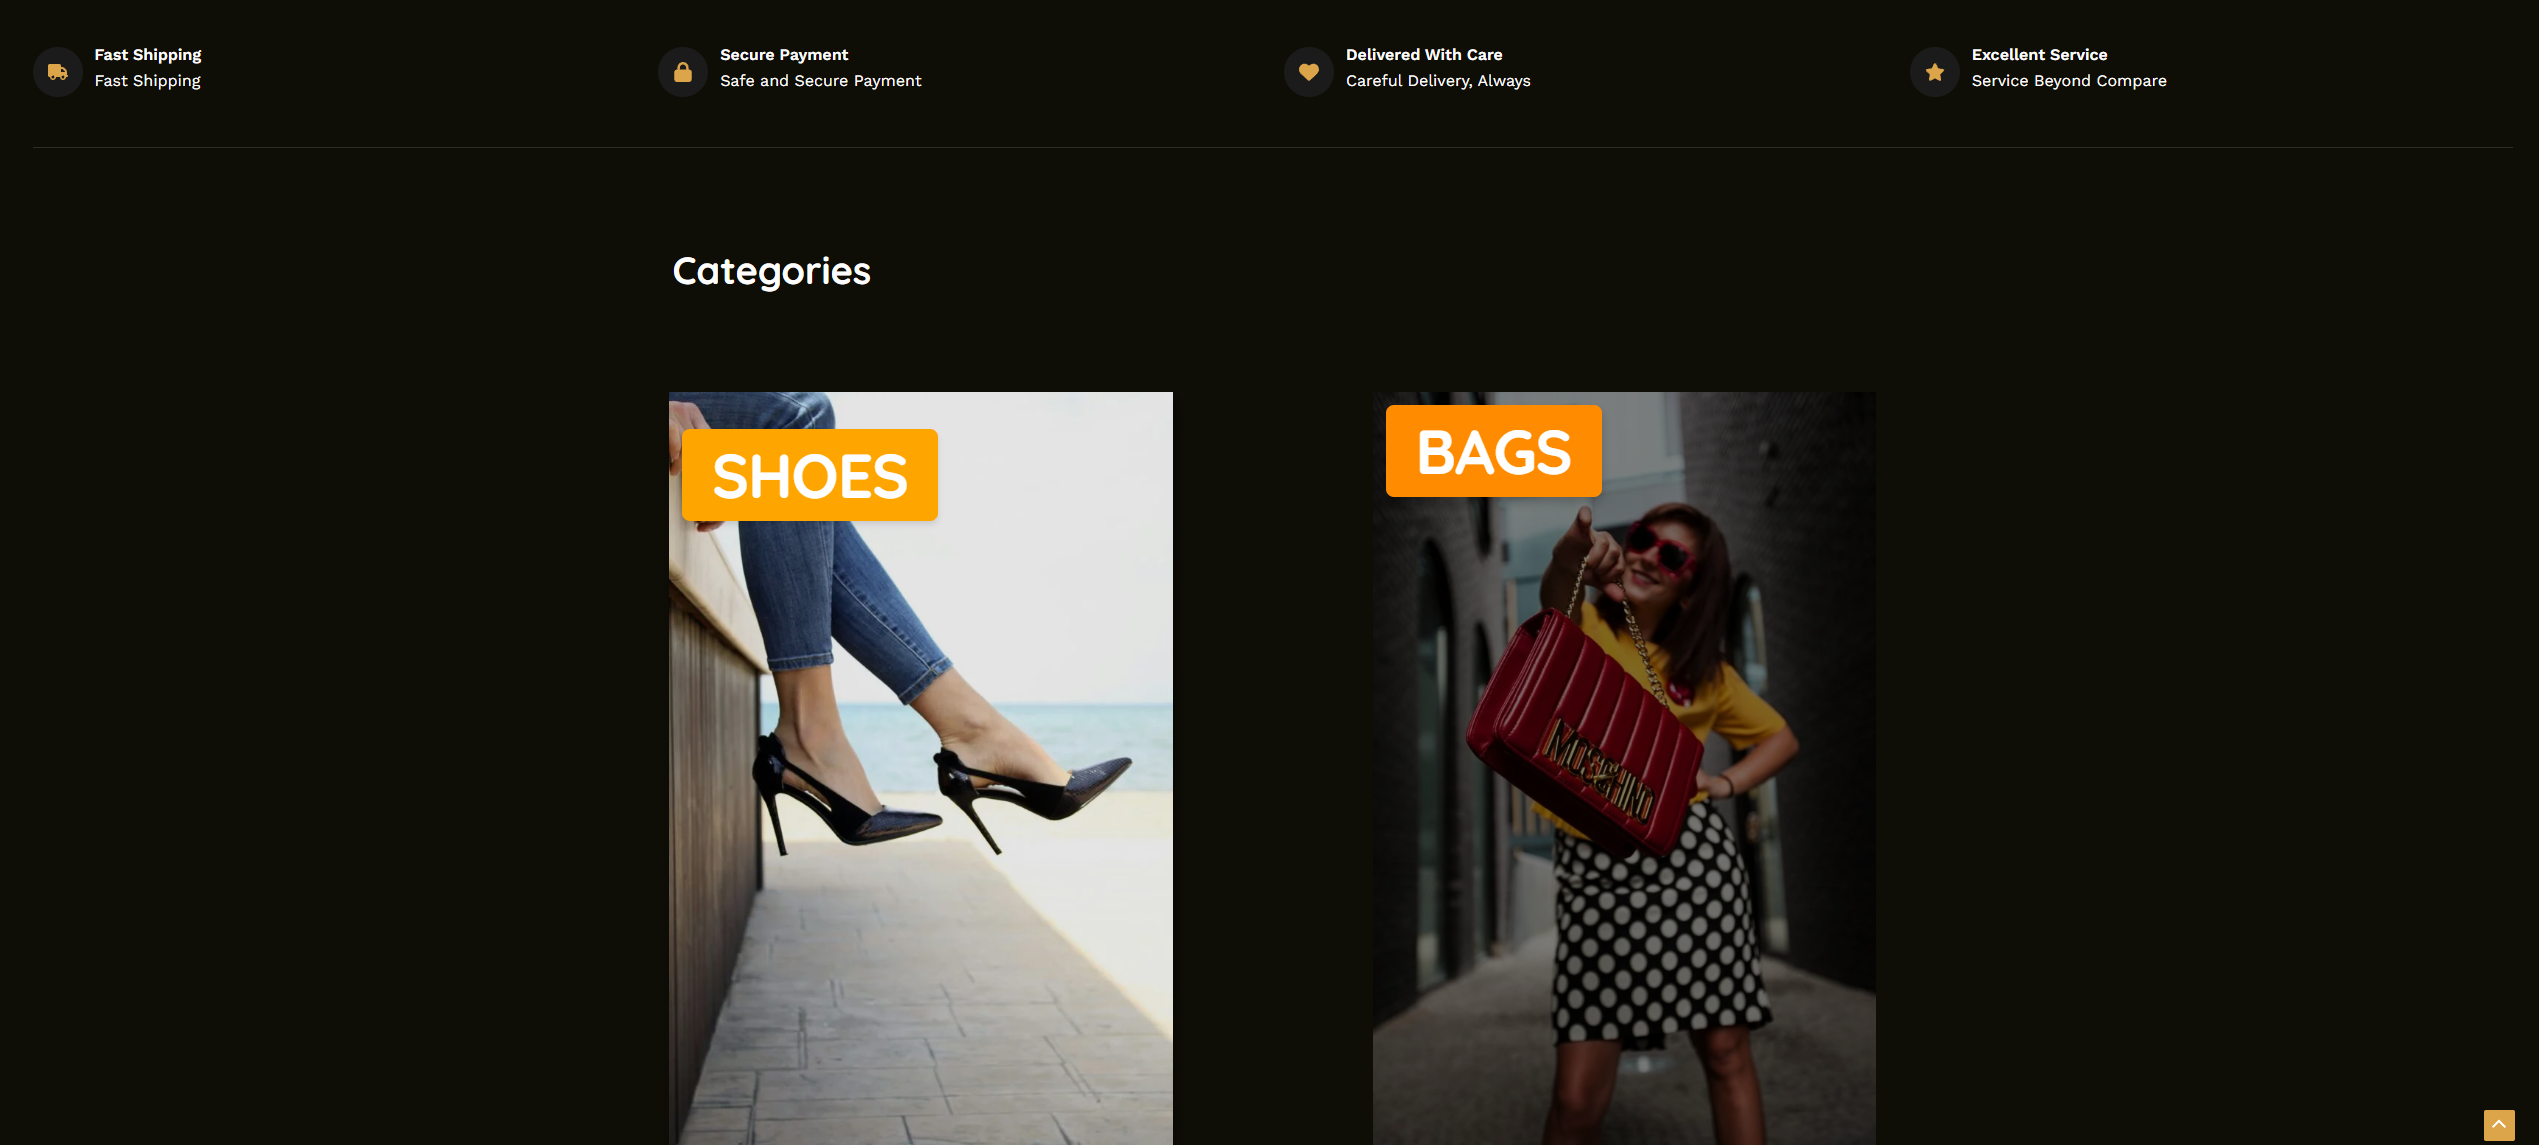 Fast Shipping
Fast Shipping
Secure Payment
Safe and Secure Payment
Delivered With Care
Careful Delivery, Always
Excellent Service
Service Beyond Compare
Categories
SHOES
BAGS
MOSCHINO